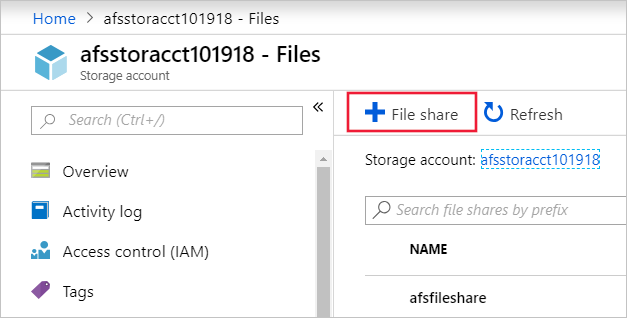 Home > afsstoracct101918 - Files
afsstoracct101918 - Files
Storage account
Search (Ctrl+/)
«
Overview
Activity log
Access control (IAM)
Tags
+ File share
Refresh
Storage account: afsstoracct101918
Search file shares by prefix
NAME
afsfileshare